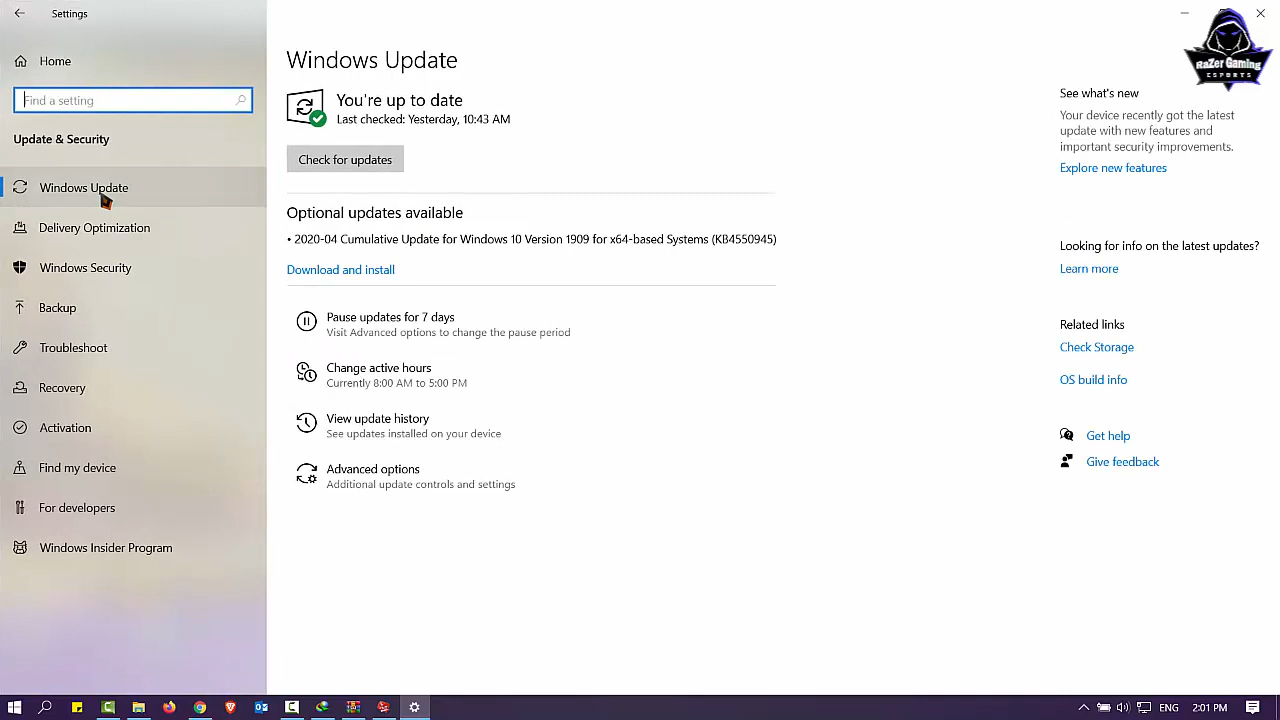 Settings
Home
Find a setting
Update & Security
Windows Update
Delivery Optimization
Windows Security
Backup
Troubleshoot
Recovery
Activation
Find my device
For developers
Windows Insider Program
Windows Update
You're up to date
Last checked: Yesterday, 10:43 AM
Check for updates
Optional updates available
• 2020-04 Cumulative Update for Windows 10 Version 1909 for x64-based Systems (KB4550945)
Download and install
Pause updates for 7 days
Visit Advanced options to change the pause period
Change active hours
Currently 8:00 AM to 5:00 PM
View update history
See updates installed on your device
Advanced options
Additional update controls and settings
RaZer Gaming
ESPORTS
See what's new
Your device recently got the latest
update with new features and
important security improvements.
Explore new features
Looking for info on the latest updates?
Learn more
Related links
Check Storage
OS build info
Get help
Give feedback
ENG
2:01 PM